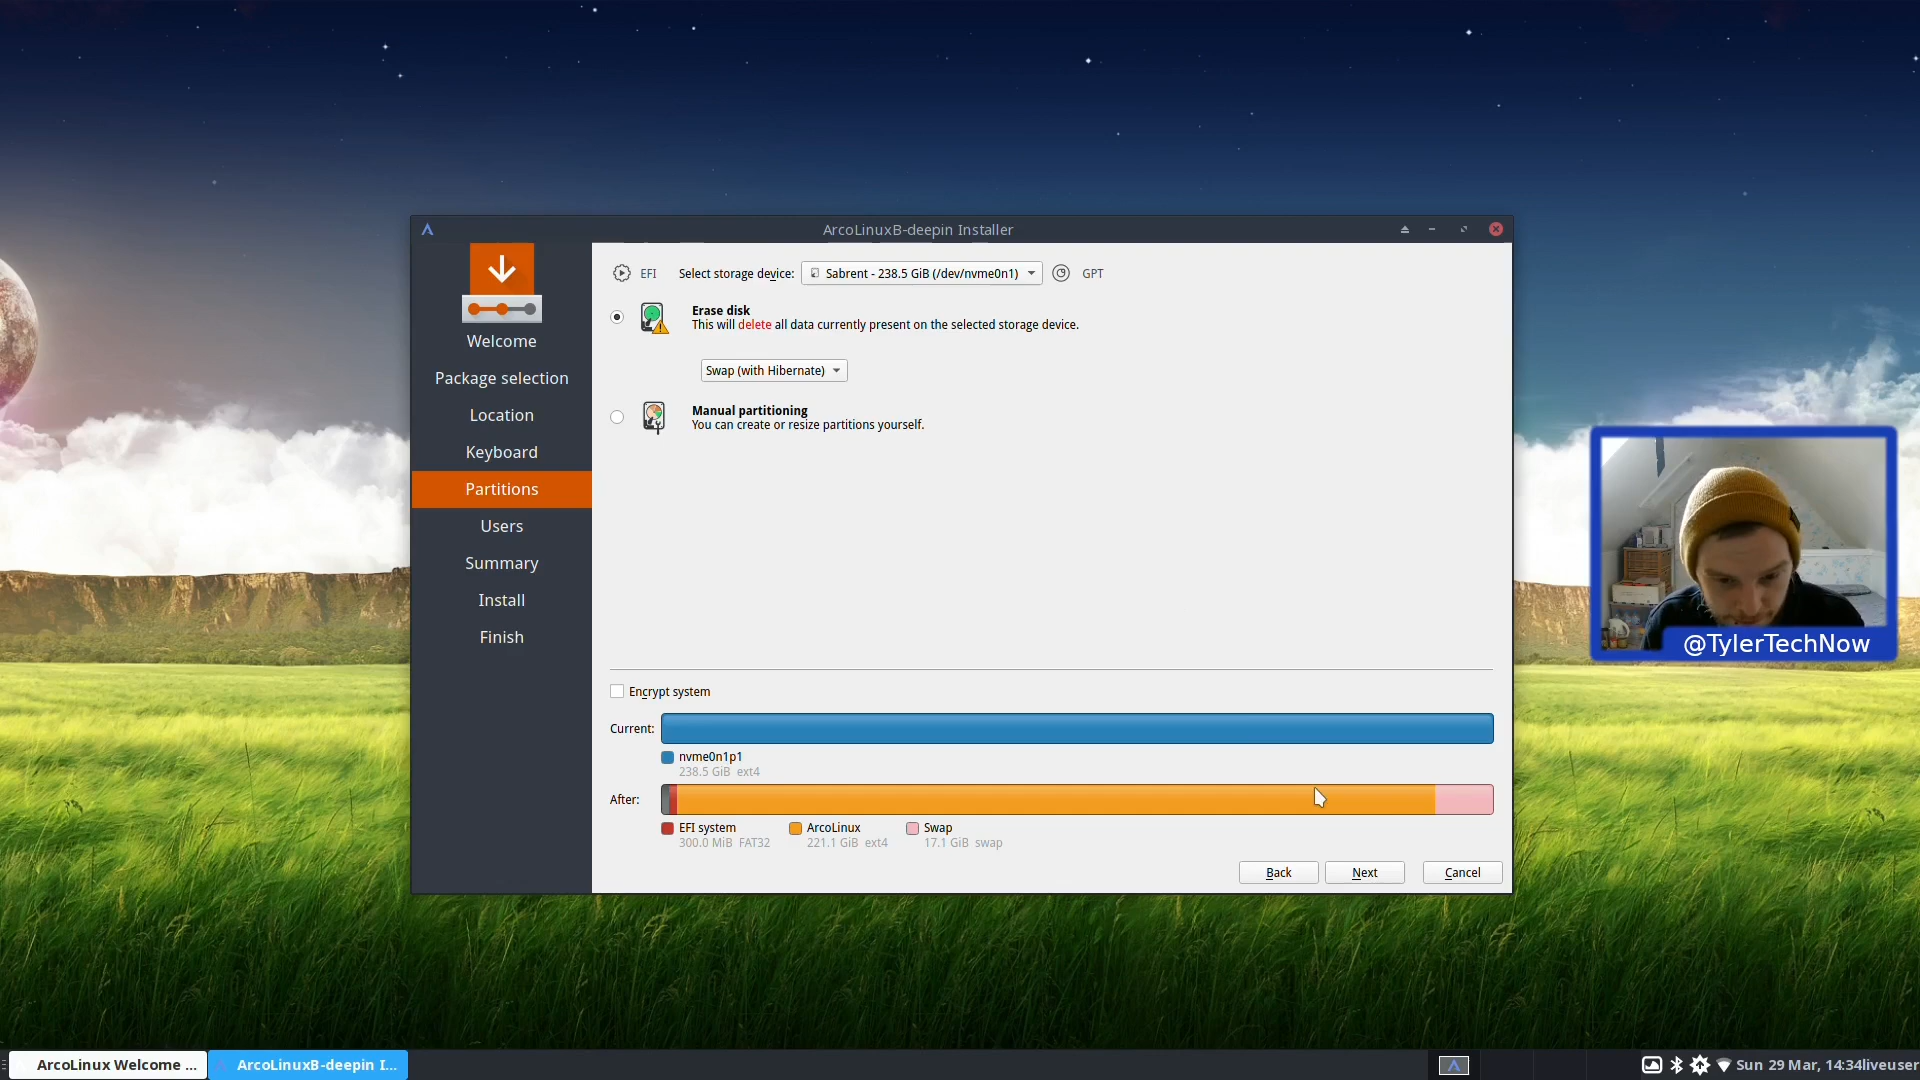 ArcoLinuxB-deepin Installer
Welcome
Package selection
Location
Keyboard
Partitions
Users
Summary
Install
Finish
EFI
Select storage device:
Sabrent - 238.5 GiB (/dev/nvme0n1)
GPT
Erase disk
This will delete all data currently present on the selected storage device.
Swap (with Hibernate)
Manual partitioning
You can create or resize partitions yourself.
Encrypt system
Current:
nvme0n1p1
238.5 GiB ext4
After:
EFI system
300.0 MiB FAT32
ArcoLinux
221.1 GiB ext4
Swap
17.1 GiB swap
Back
Next
Cancel
@TylerTechNow
ArcoLinux Welcome ...
ArcoLinuxB-deepin I...
Sun 29 Mar, 14:34liveuser